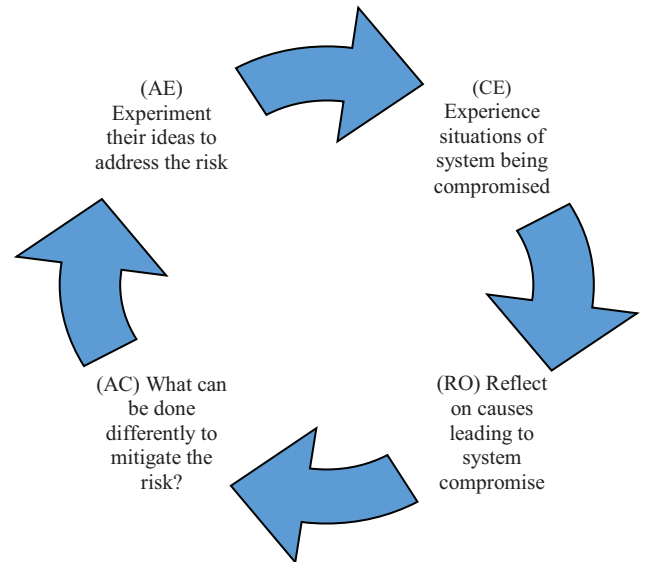 (AE)
Experiment
their ideas to
address the risk
(CE)
Experience
situations of
system being
compromised
(RO) Reflect
on causes
leading to
system
compromise
(AC) What can
be done
differently to
mitigate the
risk?